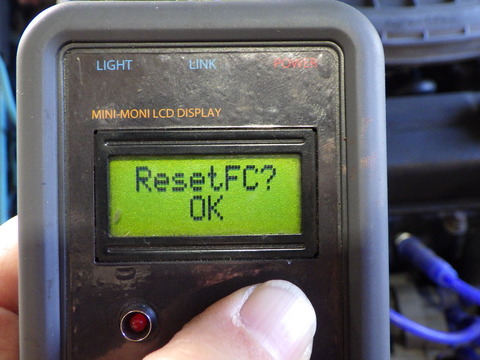 LIGHT LINK POWER
MINI-MONI LCD DISPLAY
ResetFC?
OK